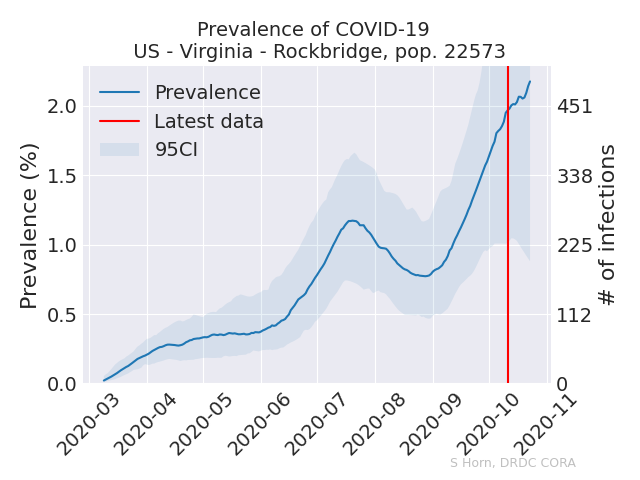 Prevalence of COVID-19
US - Virginia - Rockbridge, pop. 22573
Prevalence
Latest data
95CI
Prevalence (%)
2.0
1.5
1.0
0.5
0.0
# of infections
451
338
225
112
0
2020-03
2020-04
2020-05
2020-06
2020-07
2020-08
2020-09
2020-10
2020-11
S Horn, DRDC CORA